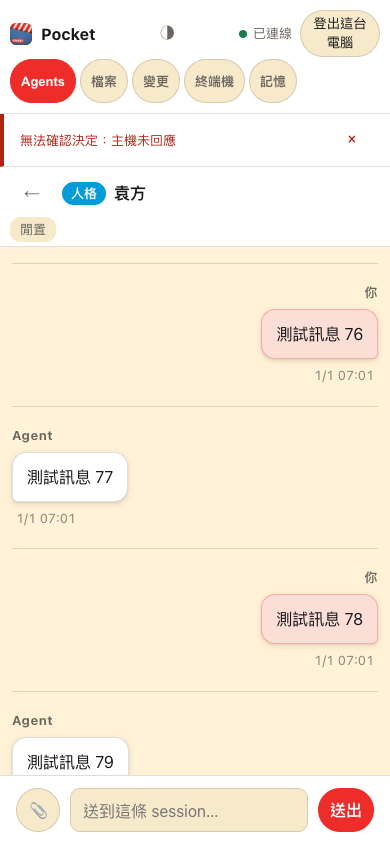 Pocket
已連線
登出這台
電腦
Agents
檔案
變更
終端機
記憶
無法確認決定：主機未回應
×
←
人格
袁方
閒置
你
測試訊息 76
1/1 07:01
Agent
測試訊息 77
1/1 07:01
你
測試訊息 78
1/1 07:01
Agent
測試訊息 79
送到這條 session...
送出